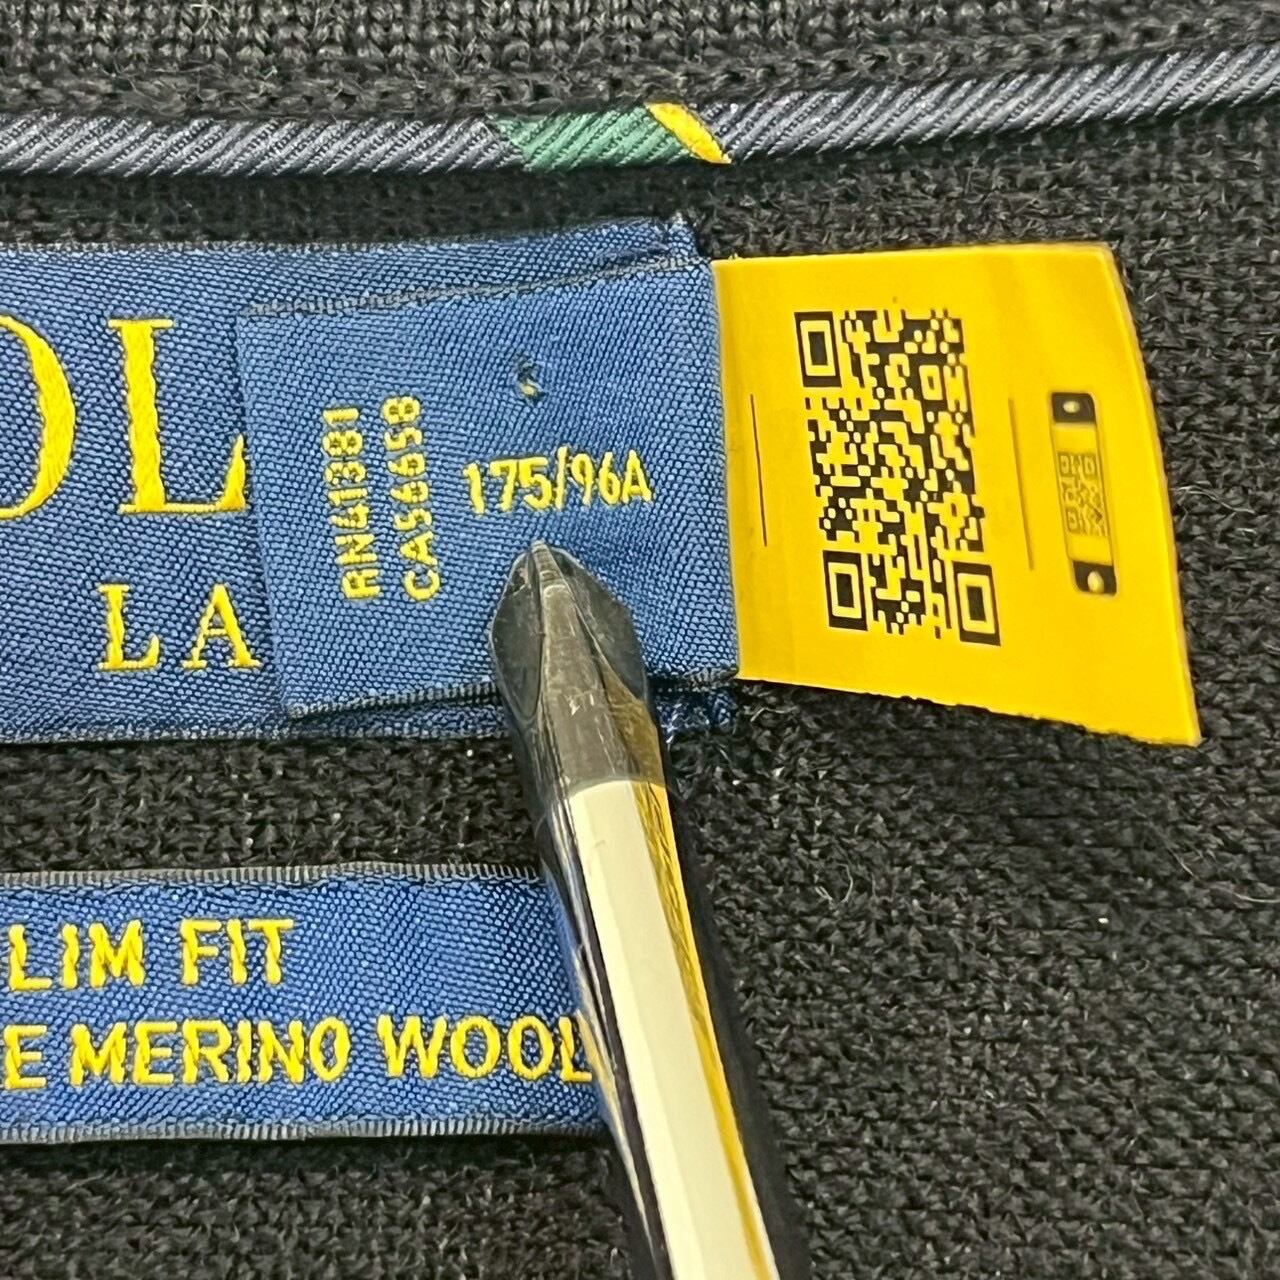 OL
LA
RN41381
CA56658
175/96A
LIM FIT
E MERINO WOOL